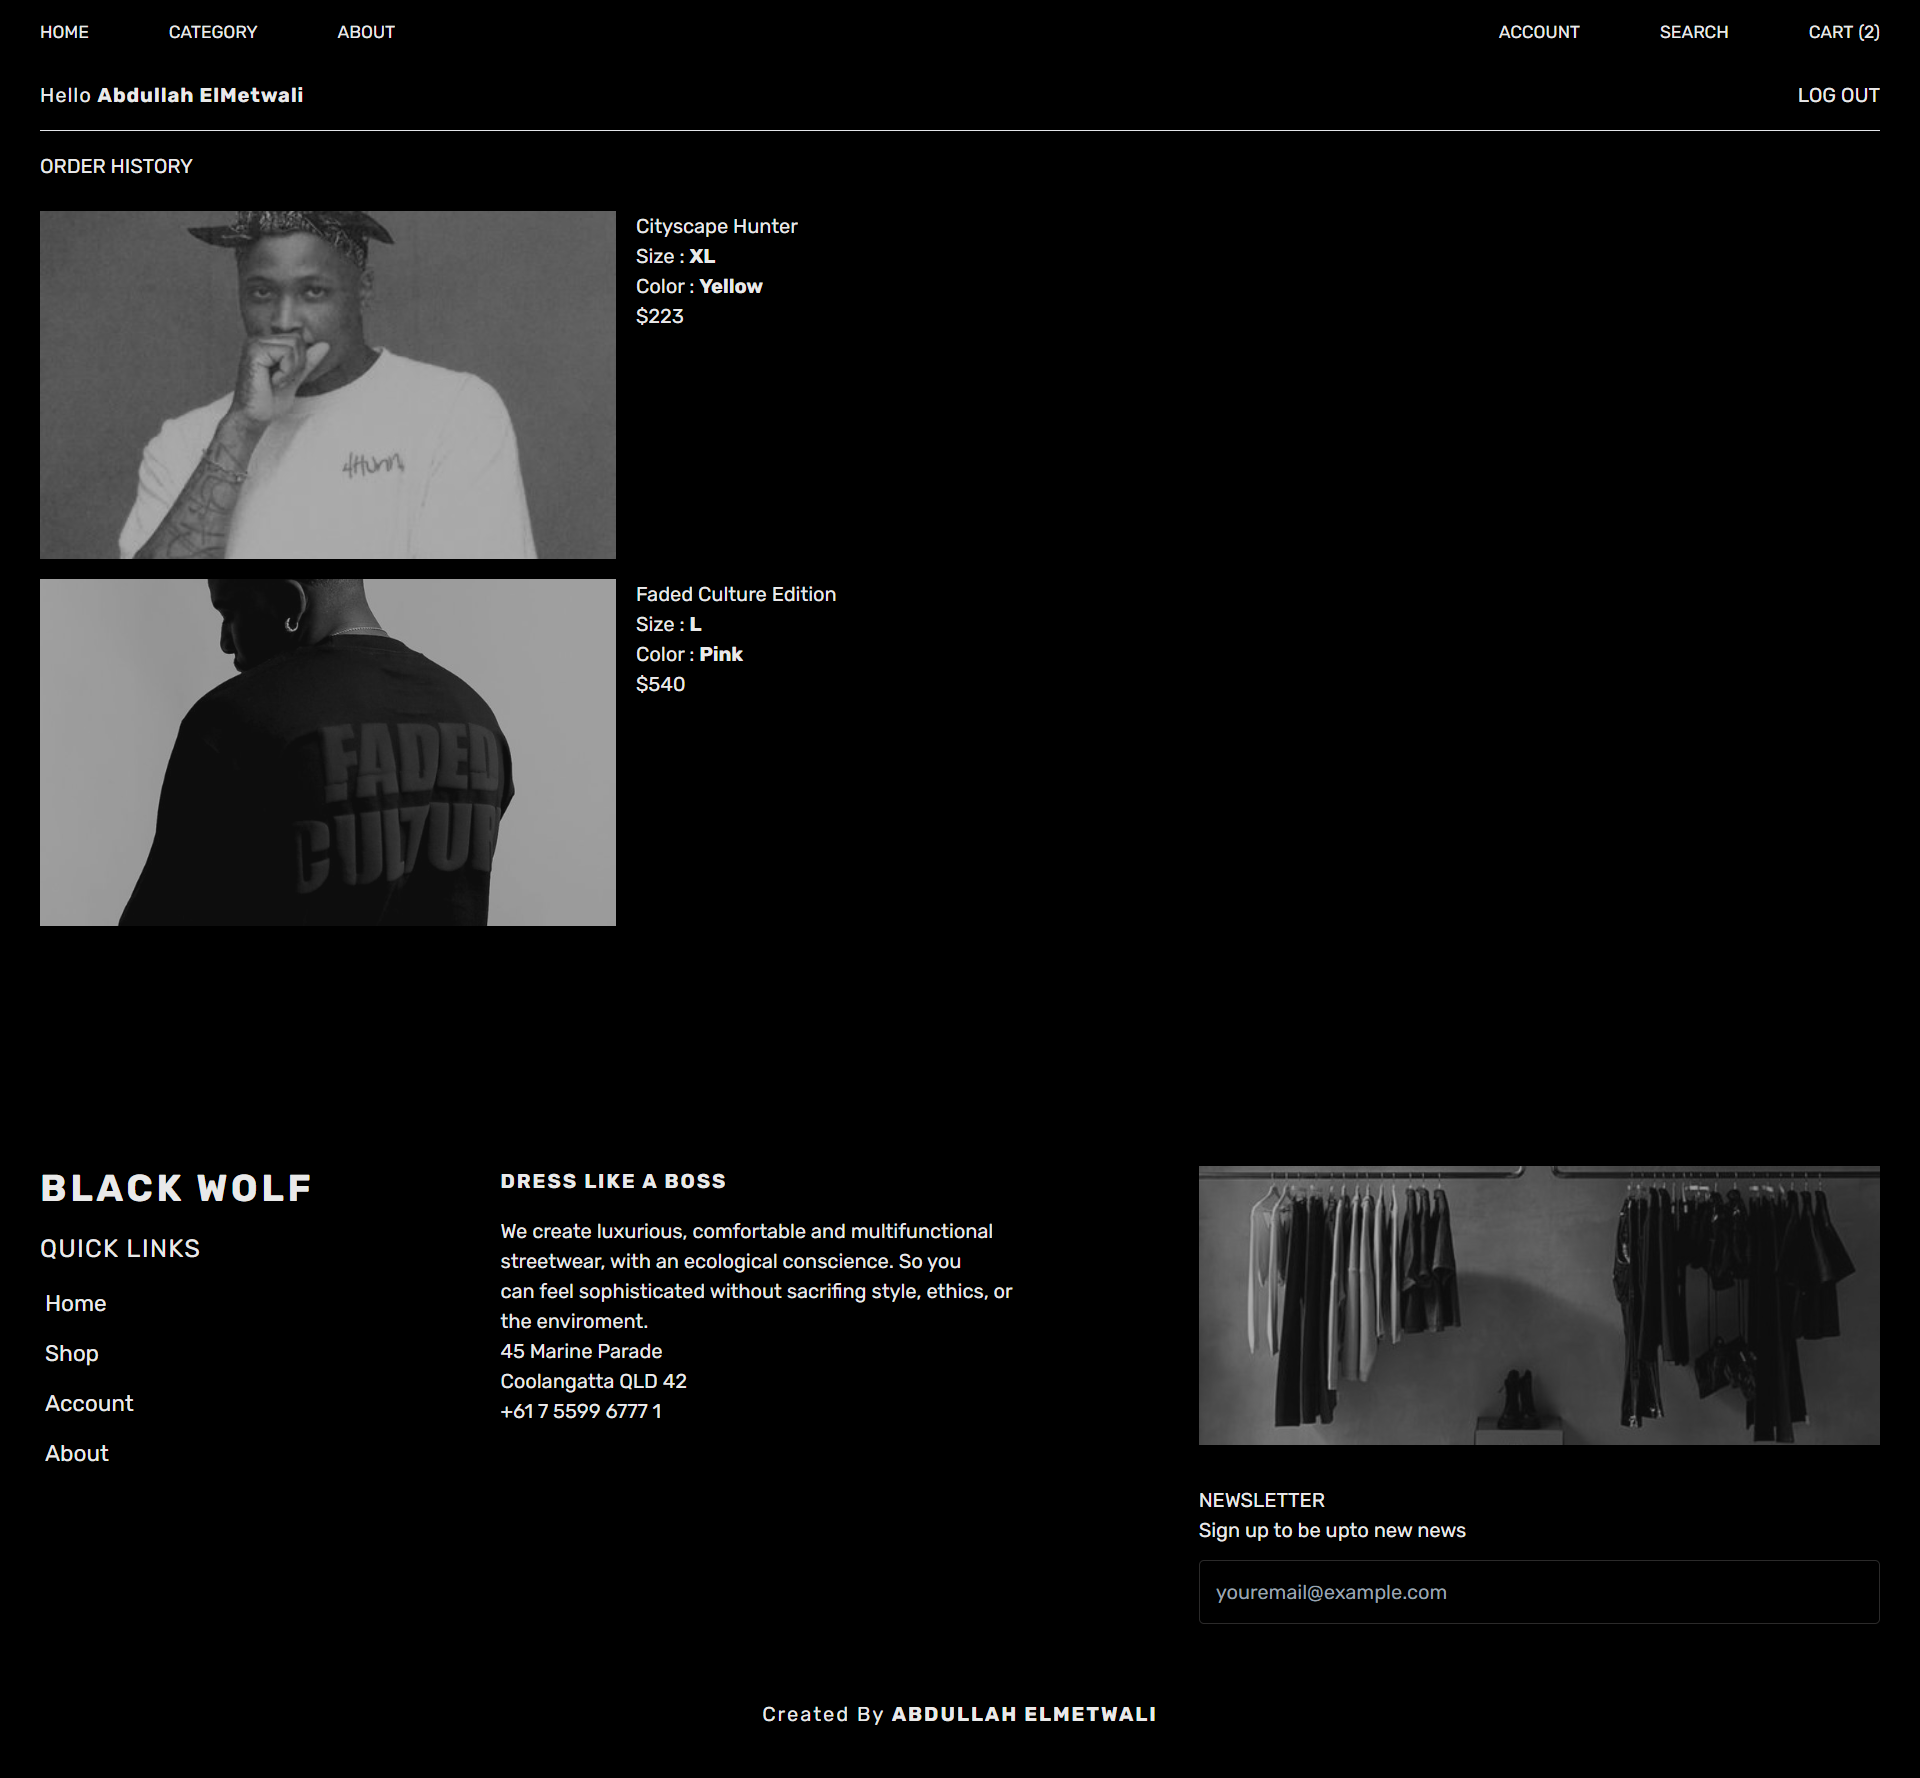 HOME CATEGORY ABOUT ACCOUNT SEARCH CART (2)
Hello Abdullah ElMetwali LOG OUT
ORDER HISTORY
Cityscape Hunter
Size : XL
Color : Yellow
$223
4Hunn
Faded Culture Edition
Size : L
Color : Pink
$540
FADED
CULTUR
BLACK WOLF
QUICK LINKS
Home
Shop
Account
About
DRESS LIKE A BOSS
We create luxurious, comfortable and multifunctional
streetwear, with an ecological conscience. So you
can feel sophisticated without sacrifing style, ethics, or
the enviroment.
45 Marine Parade
Coolangatta QLD 42
+61 7 5599 6777 1
NEWSLETTER
Sign up to be upto new news
youremail@example.com
Created By ABDULLAH ELMETWALI